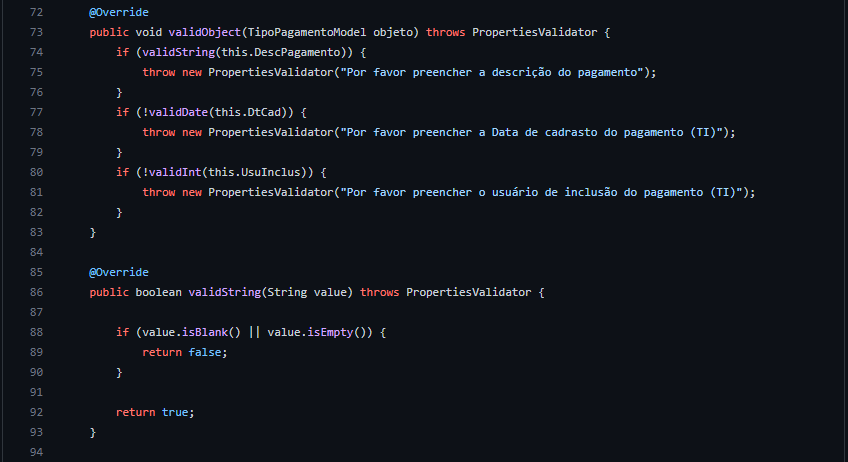 72 @Override
73 public void validObject(TipoPagamentoModel objeto) throws PropertiesValidator {
74 if (validString(this.DescPagamento)) {
75 throw new PropertiesValidator("Por favor preencher a descrição do pagamento");
76 }
77 if (!validDate(this.DtCad)) {
78 throw new PropertiesValidator("Por favor preencher a Data de cadrasto do pagamento (TI)");
79 }
80 if (!validInt(this.UsuInclus)) {
81 throw new PropertiesValidator("Por favor preencher o usuário de inclusão do pagamento (TI)");
82 }
83 }
84
85 @Override
86 public boolean validString(String value) throws PropertiesValidator {
87
88 if (value.isBlank() || value.isEmpty()) {
89 return false;
90 }
91
92 return true;
93 }
94